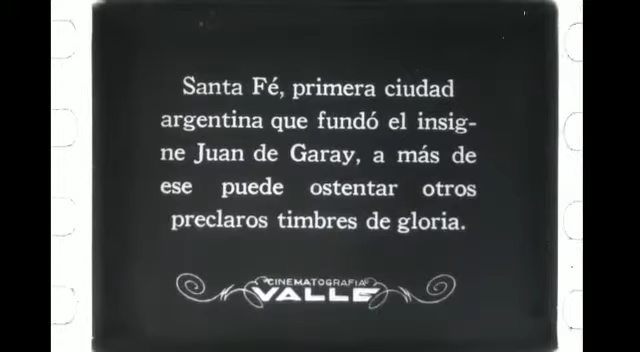 Santa Fé, primera ciudad
argentina que fundó el insig-
ne Juan de Garay, a más de
ese puede ostentar otros
preclaros timbres de gloria.
CINEMATOGRAFIA
VALLE